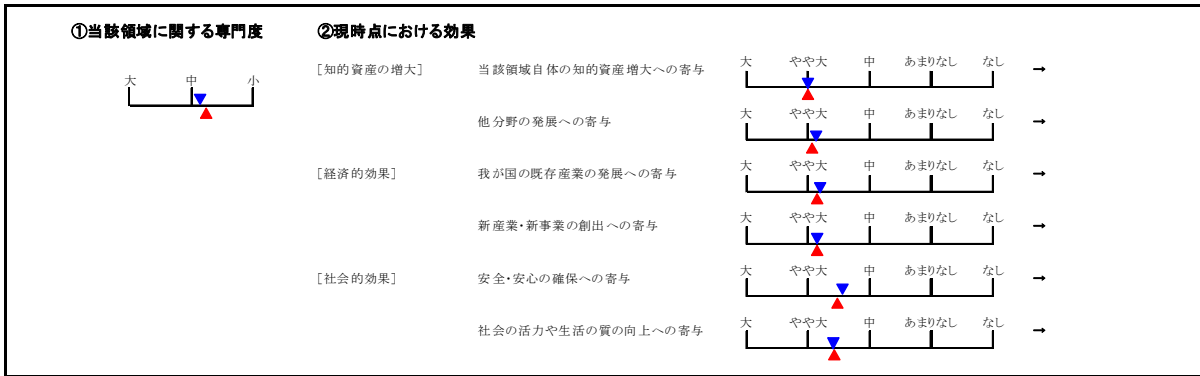 ①当該領域に関する専門度 ②現時点における効果
大 中 小
[知的資産の増大] 当該領域自体の知的資産増大への寄与 大 やや大 中 あまりなし なし →
他分野の発展への寄与 大 やや大 中 あまりなし なし →
[経済的効果] 我が国の既存産業の発展への寄与 大 やや大 中 あまりなし なし →
新産業・新事業の創出への寄与 大 やや大 中 あまりなし なし →
[社会的効果] 安全・安心の確保への寄与 大 やや大 中 あまりなし なし →
社会の活力や生活の質の向上への寄与 大 やや大 中 あまりなし なし →